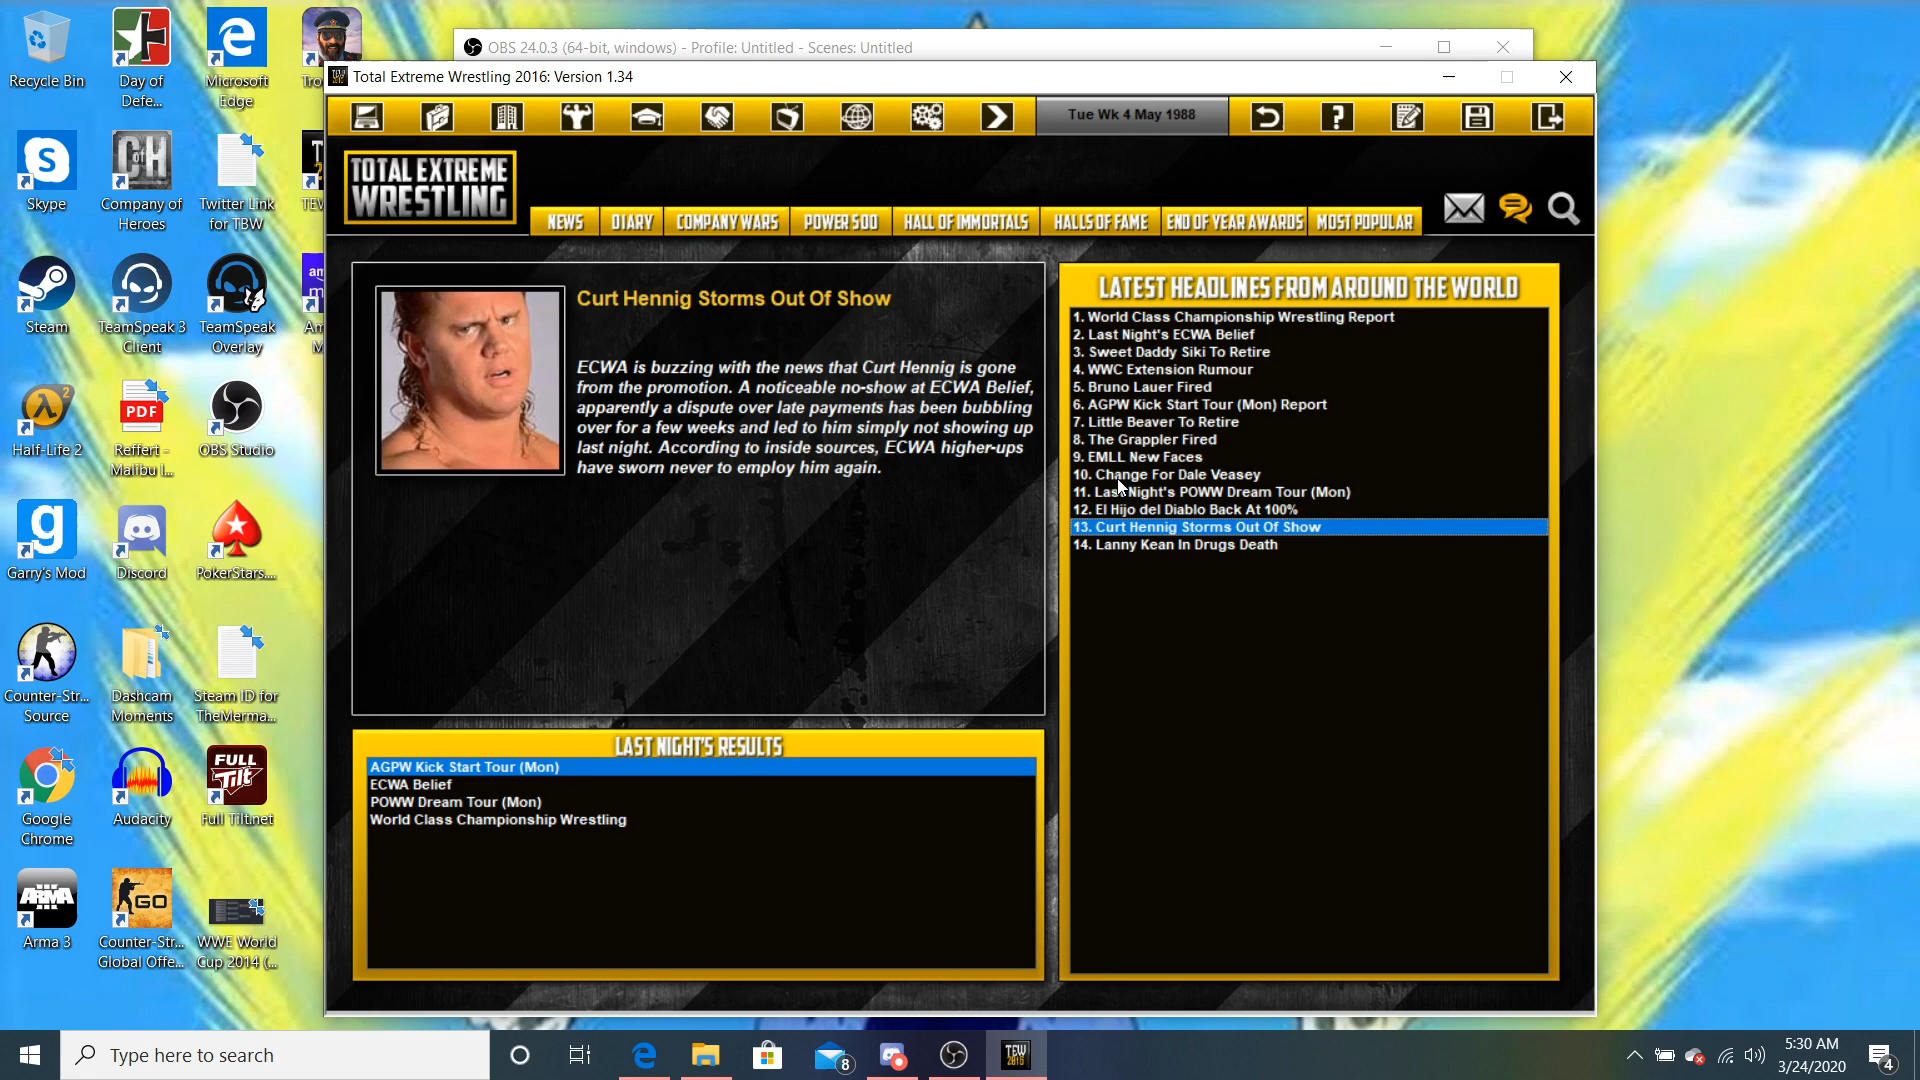 Recycle Bin
Day of
Defe...
Microsoft
Edge
Tro
Skype
Company of
Heroes
Twitter Link
for TBW
TEW
Steam
TeamSpeak 3
Client
TeamSpeak
Overlay
Half-Life 2
Reffert -
Malibu I...
OBS Studio
Garry's Mod
Discord
PokerStars....
Counter-Str...
Source
Dashcam
Moments
Steam ID for
TheMerma...
Google
Chrome
Audacity
FULL
Tilt
Full Tilt.net
Arma 3
Counter-Str...
Global Offe...
WWE World
Cup 2014 (...
OBS 24.0.3 (64-bit, windows) - Profile: Untitled - Scenes: Untitled
Total Extreme Wrestling 2016: Version 1.34
Tue Wk 4 May 1988
TOTAL EXTREME
WRESTLING
NEWS
DIARY
COMPANY WARS
POWER 500
HALL OF IMMORTALS
HALLS OF FAME
END OF YEAR AWARDS
MOST POPULAR
Curt Hennig Storms Out Of Show
ECWA is buzzing with the news that Curt Hennig is gone
from the promotion. A noticeable no-show at ECWA Belief,
apparently a dispute over late payments has been bubbling
over for a few weeks and led to him simply not showing up
last night. According to inside sources, ECWA higher-ups
have sworn never to employ him again.
LATEST HEADLINES FROM AROUND THE WORLD
1. World Class Championship Wrestling Report
2. Last Night's ECWA Belief
3. Sweet Daddy Siki To Retire
4. WWC Extension Rumour
5. Bruno Lauer Fired
6. AGPW Kick Start Tour (Mon) Report
7. Little Beaver To Retire
8. The Grappler Fired
9. EMLL New Faces
10. Change For Dale Veasey
11. Last Night's POWW Dream Tour (Mon)
12. El Hijo del Diablo Back At 100%
13. Curt Hennig Storms Out Of Show
14. Lanny Kean In Drugs Death
LAST NIGHT'S RESULTS
AGPW Kick Start Tour (Mon)
ECWA Belief
POWW Dream Tour (Mon)
World Class Championship Wrestling
Type here to search
8
TEW
2016
5:30 AM
3/24/2020
4